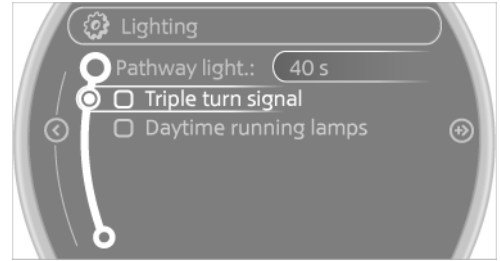 Lighting
Pathway light.: 40 s
Triple turn signal
Daytime running lamps